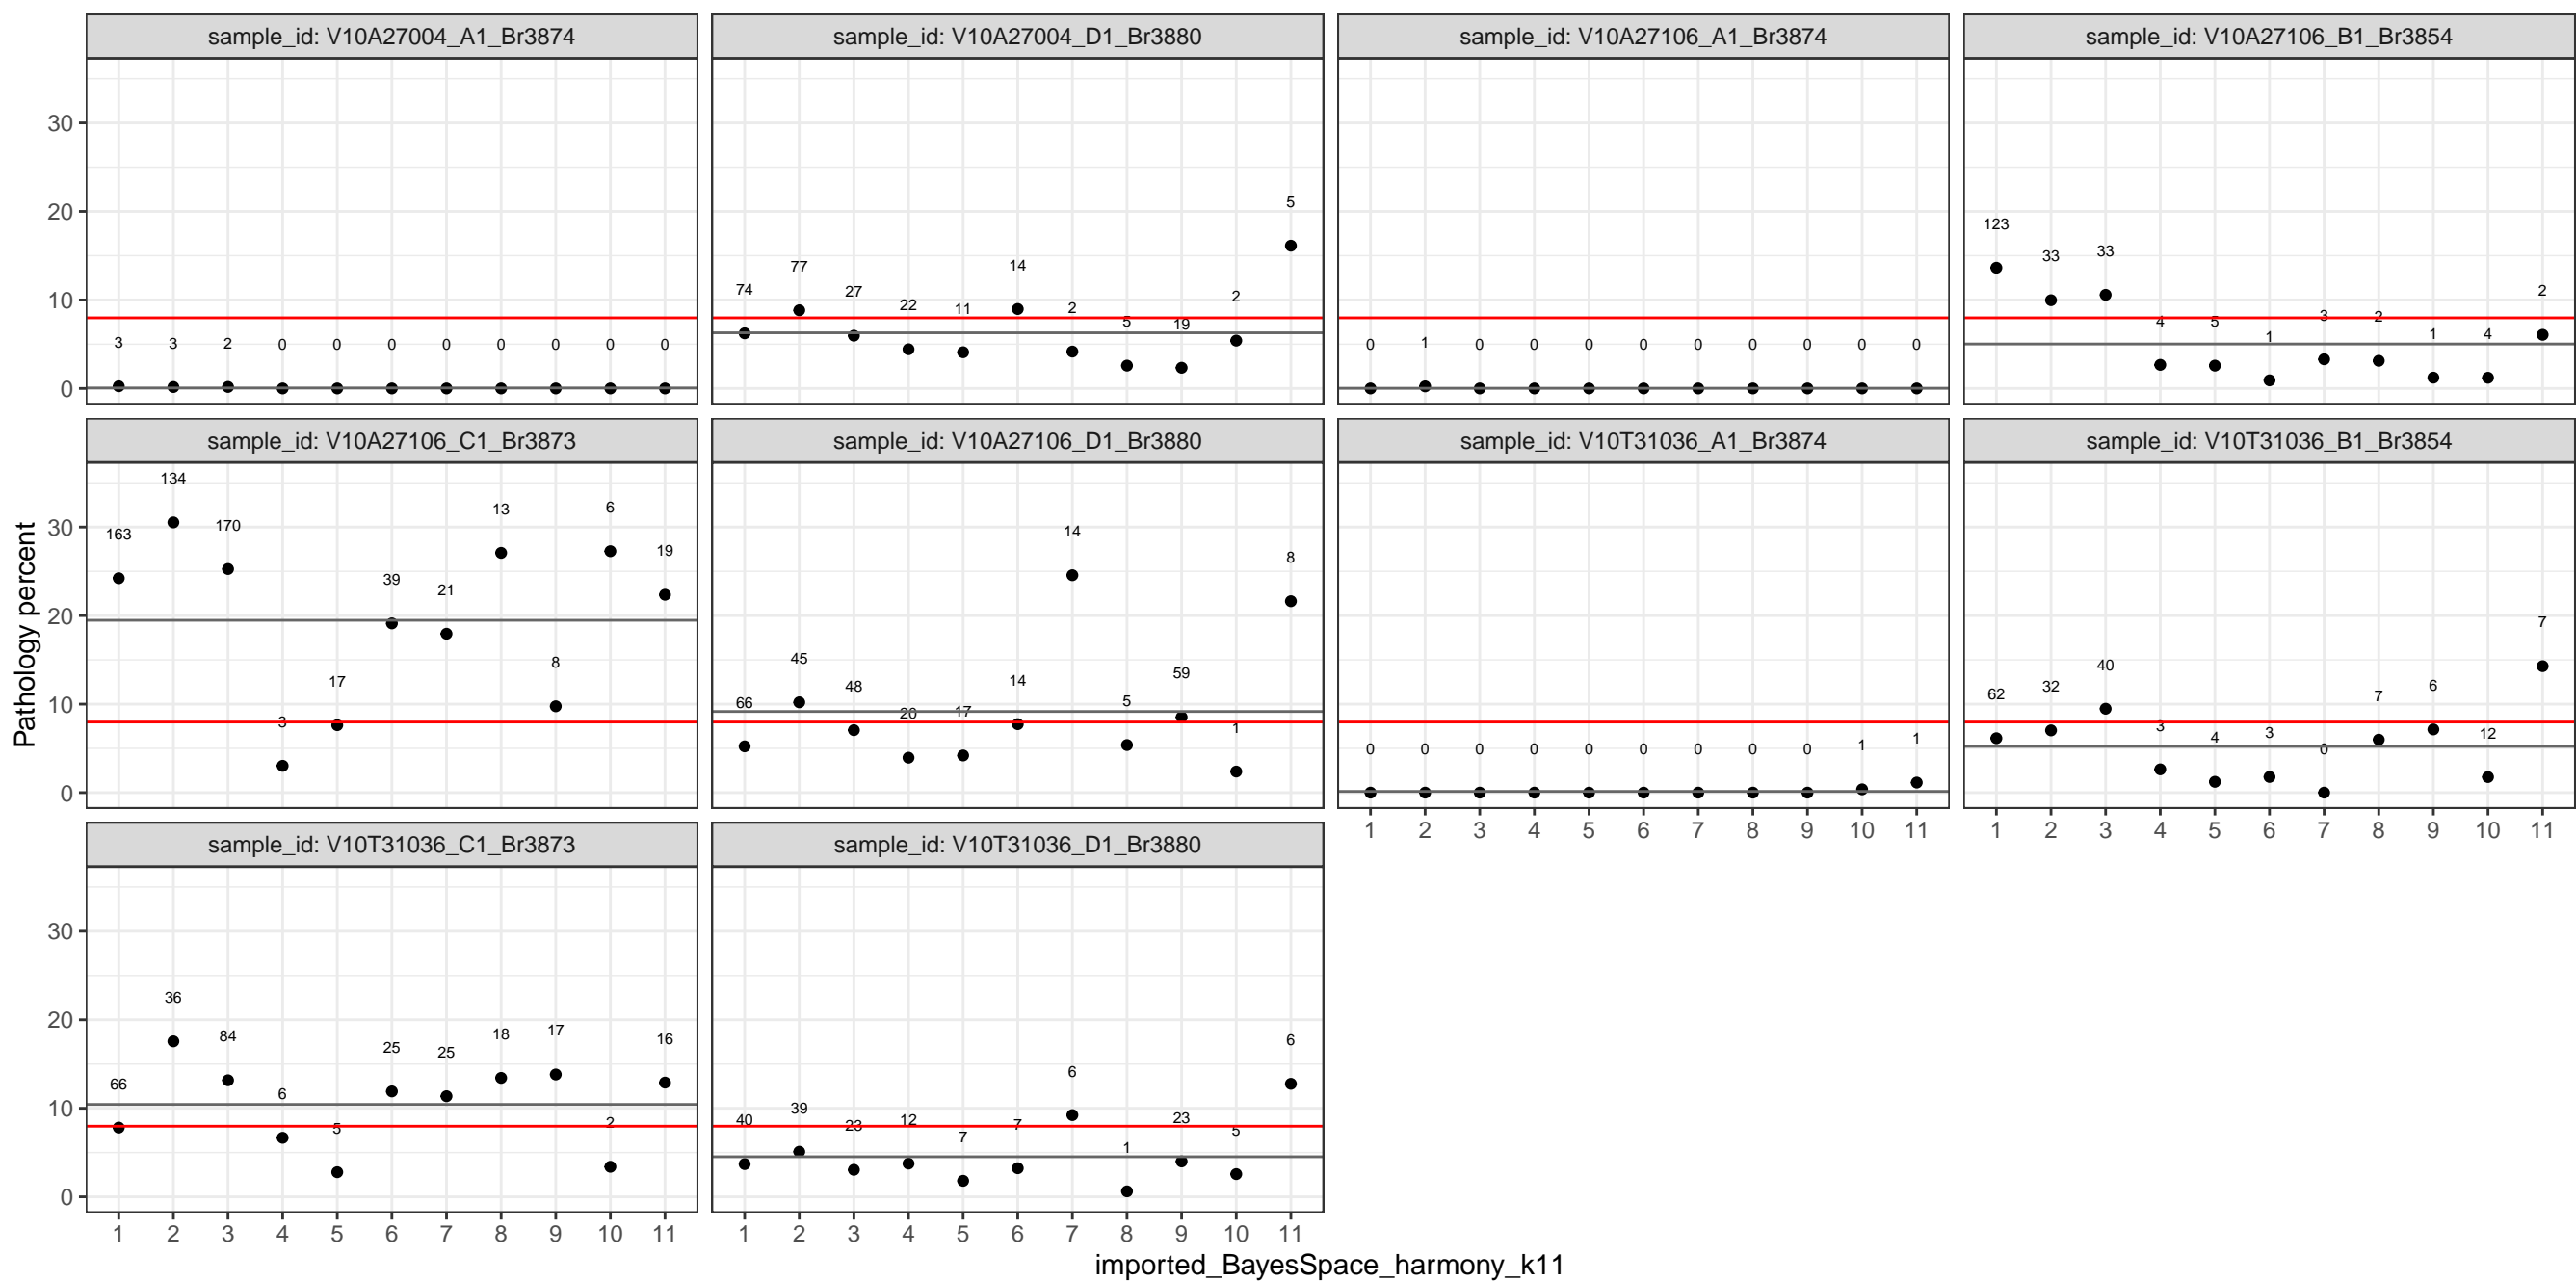 sample_id: V10A27004_A1_Br3874
sample_id: V10A27004_D1_Br3880
sample_id: V10A27106_A1_Br3874
sample_id: V10A27106_B1_Br3854
30
20
10
0
3 3 2 0 0 0 0 0 0 0 0
74 77 27 22 11 14 2 5 19 2 5
0 1 0 0 0 0 0 0 0 0 0
123 33 33 4 5 1 3 2 1 4 2
sample_id: V10A27106_C1_Br3873
sample_id: V10A27106_D1_Br3880
sample_id: V10T31036_A1_Br3874
sample_id: V10T31036_B1_Br3854
Pathology percent
30
20
10
0
163 134 170 3 17 39 21 13 8 6 19
66 45 48 20 17 14 14 5 59 1 8
0 0 0 0 0 0 0 0 0 1 1
62 32 40 3 4 3 0 7 6 12 7
1 2 3 4 5 6 7 8 9 10 11
1 2 3 4 5 6 7 8 9 10 11
sample_id: V10T31036_C1_Br3873
sample_id: V10T31036_D1_Br3880
30
20
10
0
66 36 84 6 5 25 25 18 17 2 16
40 39 23 12 7 7 6 1 23 5 6
1 2 3 4 5 6 7 8 9 10 11
1 2 3 4 5 6 7 8 9 10 11
imported_BayesSpace_harmony_k11